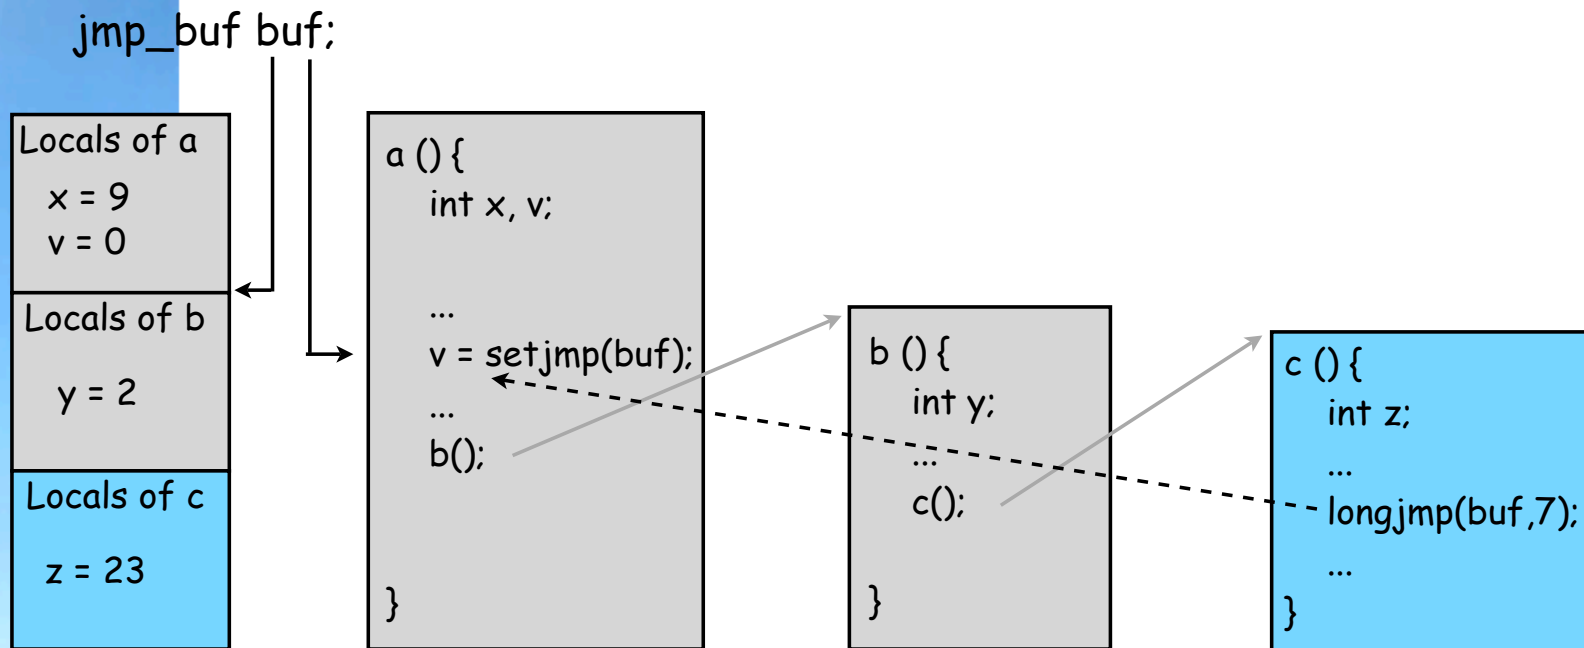 jmp_buf buf;
Locals of a
x = 9
v = 0
Locals of b
y = 2
Locals of c
z = 23
a () {
int x, v;
...
v = setjmp(buf);
...
b();
}
b () {
int y;
...
c();
}
c () {
int z;
...
longjmp(buf,7);
...
}